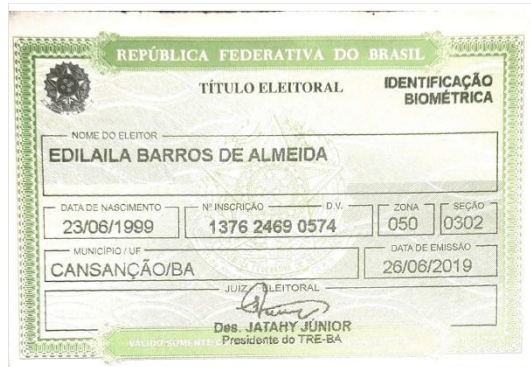 REPÚBLICA FEDERATIVA DO BRASIL
TÍTULO ELEITORAL
IDENTIFICAÇÃO
BIOMÉTRICA
NOME DO ELEITOR
EDILAILA BARROS DE ALMEIDA
DATA DE NASCIMENTO Nº INSCRIÇÃO D.V. ZONA SEÇÃO
23/06/1999 1376 2469 0574 050 0302
MUNICÍPIO / UF DATA DE EMISSÃO
CANSANÇÃO/BA 26/06/2019
JUIZ ELEITORAL
Des. JATAHY JÚNIOR
Presidente do TRE-BA
VÁLIDO SOMENTE